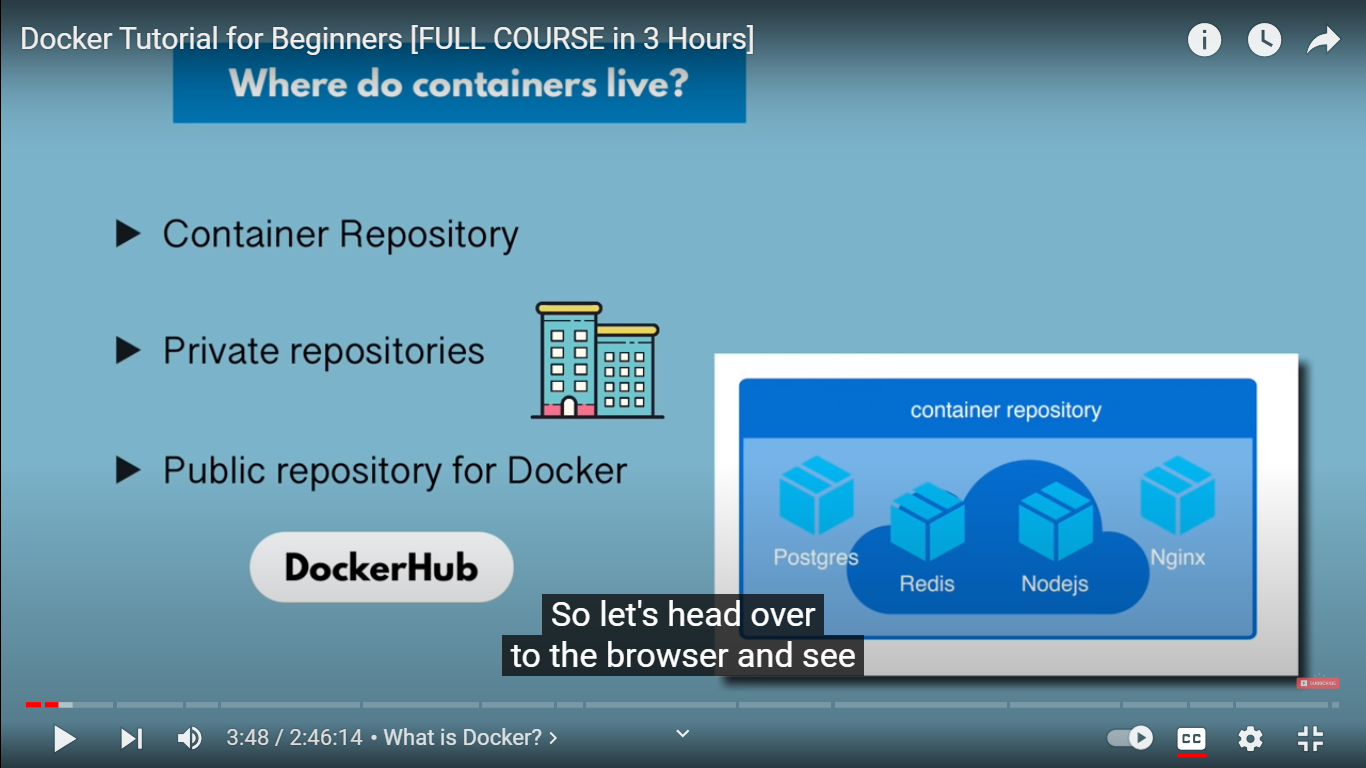 Docker Tutorial for Beginners [FULL COURSE in 3 Hours]
Where do containers live?
Container Repository
Private repositories
Public repository for Docker
DockerHub
container repository
Postgres
Redis
Nodejs
Nginx
So let's head over
to the browser and see
SUBSCRIBE
3:48 / 2:46:14 • What is Docker? >
CC